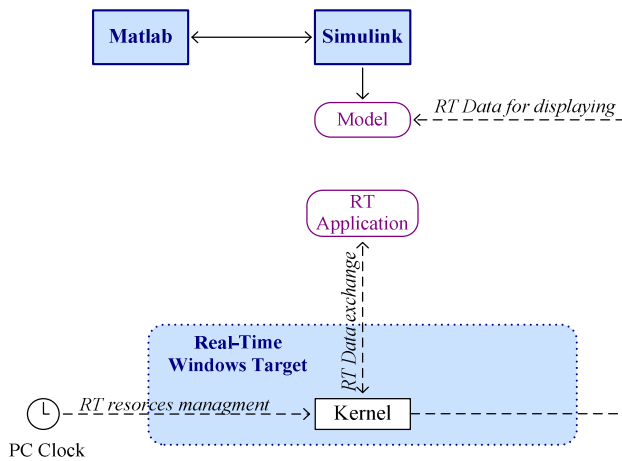 Matlab
Simulink
RT Data for displaying
Model
RT
Application
RT Data exchange
Real-Time
Windows Target
RT resorces managment
Kernel
PC Clock